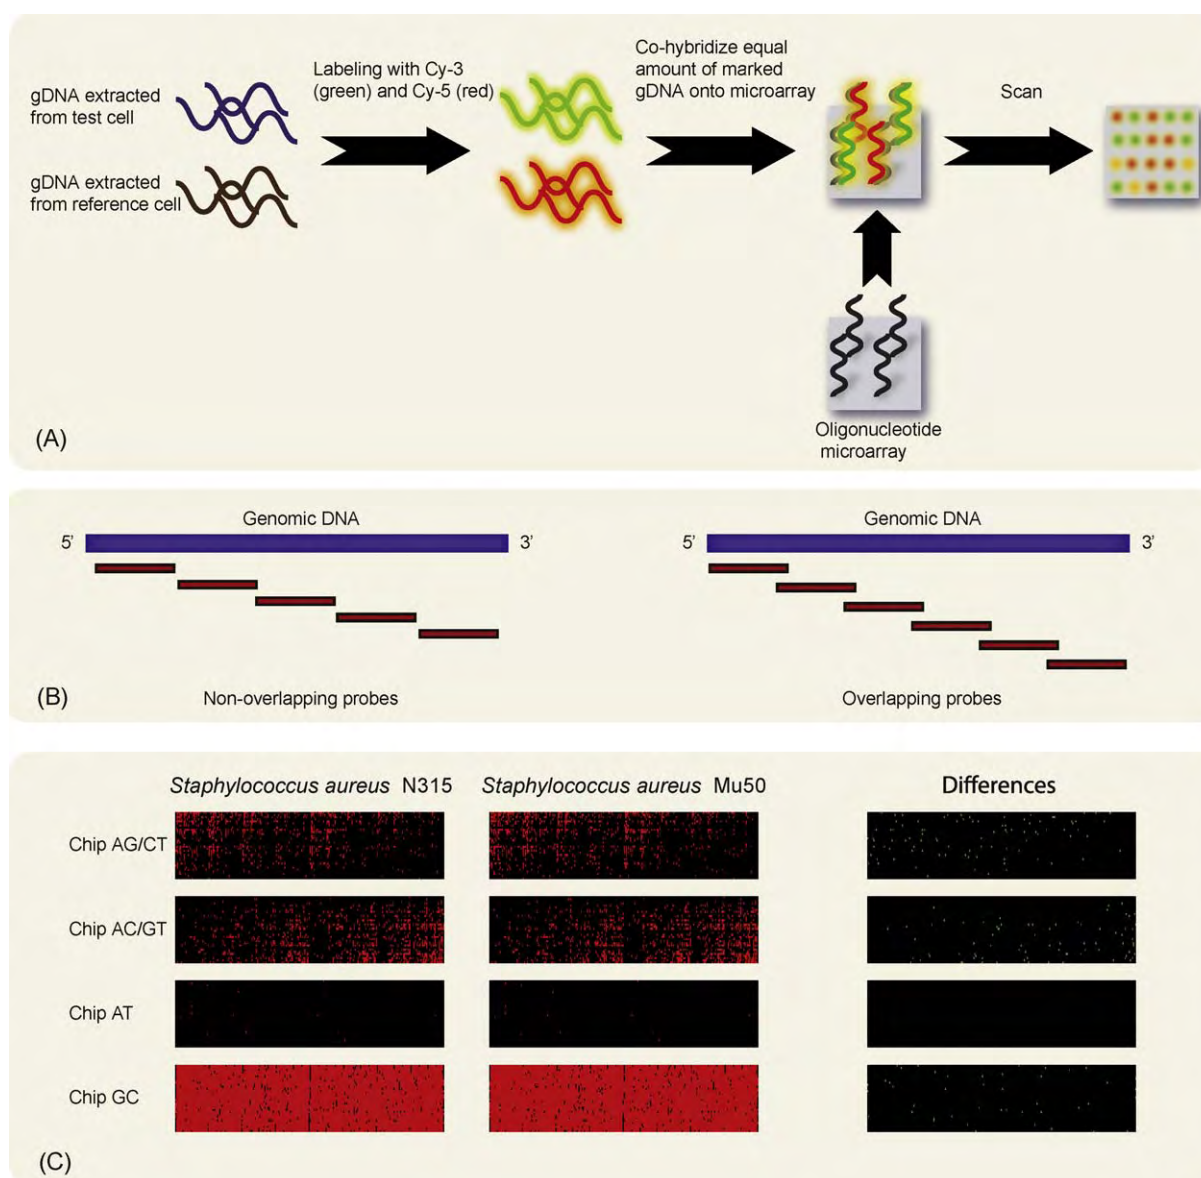 gDNA extracted
from test cell
Labeling with Cy-3
(green) and Cy-5 (red)
Co-hybridize equal
amount of marked
gDNA onto microarray
Scan
gDNA extracted
from reference cell
Oligonucleotide
microarray
(A)
Genomic DNA
5’ 3’
Non-overlapping probes
Genomic DNA
5’ 3’
Overlapping probes
(B)
Staphylococcus aureus N315
Staphylococcus aureus Mu50
Differences
Chip AG/CT
Chip AC/GT
Chip AT
Chip GC
(C)